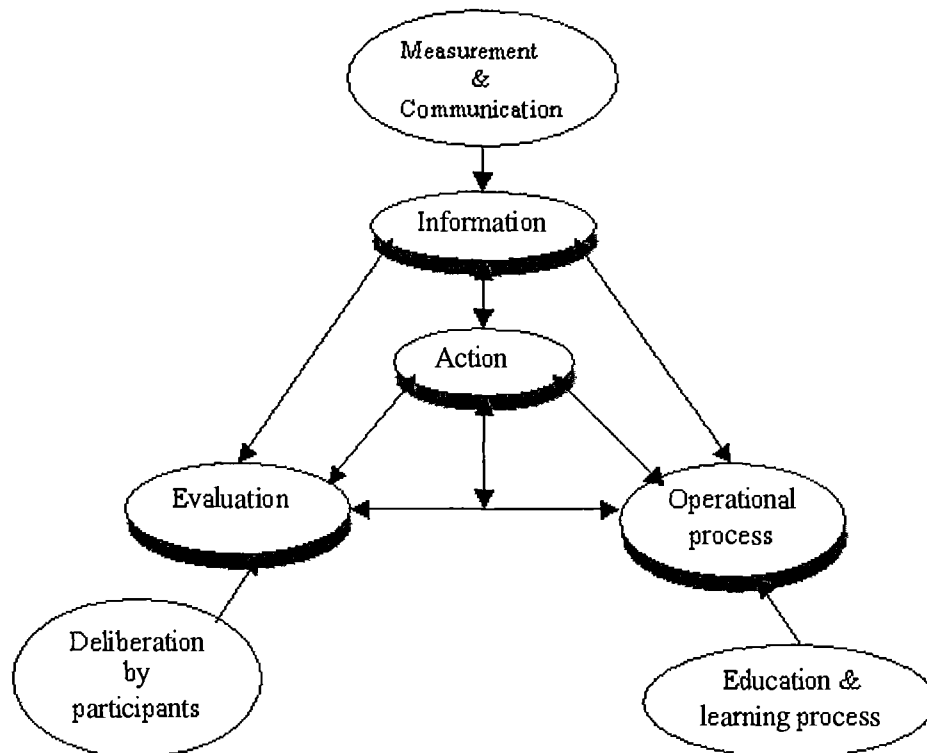 Measurement
&
Communication
Information
Action
Evaluation
Operational
process
Deliberation
by
participants
Education &
learning process